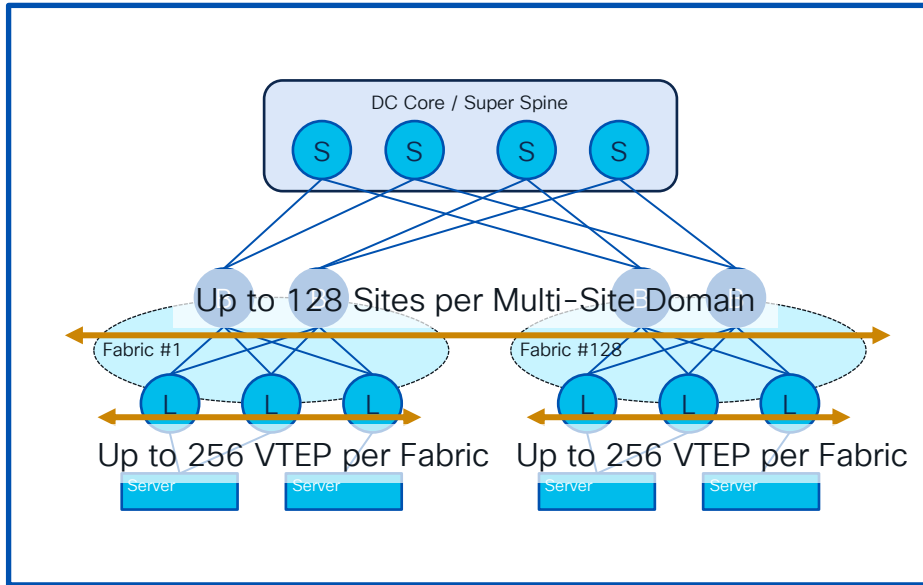 DC Core / Super Spine
S S S S
B B B B
Up to 128 Sites per Multi-Site Domain
Fabric #1 Fabric #128
L L L L L L
Up to 256 VTEP per Fabric Up to 256 VTEP per Fabric
Server Server Server Server